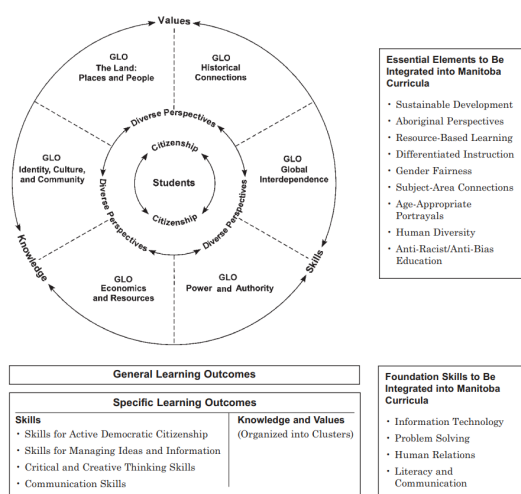 Values
GLO
The Land:
Places and People
GLO
Historical
Connections
Diverse Perspectives
Citizenship
GLO
Identity, Culture,
and Community
Students
GLO
Global
Interdependence
Diverse Perspectives
Citizenship
Diverse Perspectives
Knowledge
Skills
GLO
Economics
and Resources
GLO
Power and Authority
Essential Elements to Be
Integrated into Manitoba
Curricula
• Sustainable Development
• Aboriginal Perspectives
• Resource-Based Learning
• Differentiated Instruction
• Gender Fairness
• Subject-Area Connections
• Age-Appropriate
Portrayals
• Human Diversity
• Anti-Racist/Anti-Bias
Education
General Learning Outcomes
Specific Learning Outcomes
Skills
• Skills for Active Democratic Citizenship
• Skills for Managing Ideas and Information
• Critical and Creative Thinking Skills
• Communication Skills
Knowledge and Values
(Organized into Clusters)
Foundation Skills to Be
Integrated into Manitoba
Curricula
• Information Technology
• Problem Solving
• Human Relations
• Literacy and
Communication